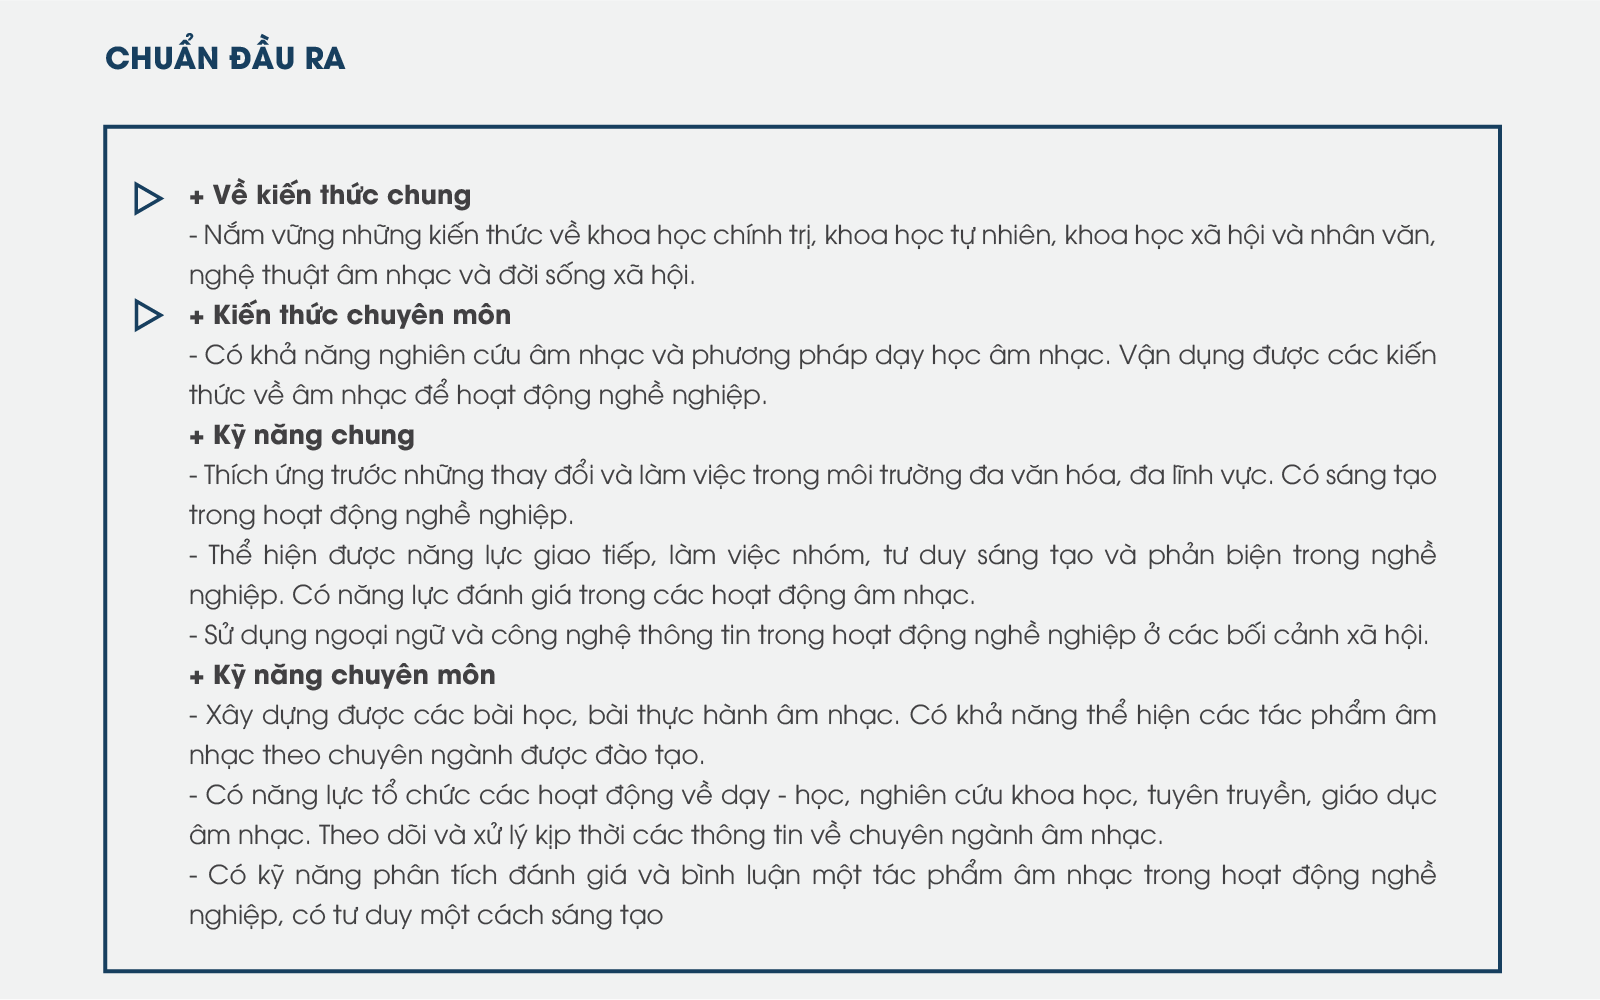 CHUẨN ĐẦU RA
+ Về kiến thức chung
- Nắm vững những kiến thức về khoa học chính trị, khoa học tự nhiên, khoa học xã hội và nhân văn,
nghệ thuật âm nhạc và đời sống xã hội.
+ Kiến thức chuyên môn
- Có khả năng nghiên cứu âm nhạc và phương pháp dạy học âm nhạc. Vận dụng được các kiến
thức về âm nhạc để hoạt động nghề nghiệp.
+ Kỹ năng chung
- Thích ứng trước những thay đổi và làm việc trong môi trường đa văn hóa, đa lĩnh vực. Có sáng tạo
trong hoạt động nghề nghiệp.
- Thể hiện được năng lực giao tiếp, làm việc nhóm, tư duy sáng tạo và phản biện trong nghề
nghiệp. Có năng lực đánh giá trong các hoạt động âm nhạc.
- Sử dụng ngoại ngữ và công nghệ thông tin trong hoạt động nghề nghiệp ở các bối cảnh xã hội.
+ Kỹ năng chuyên môn
- Xây dựng được các bài học, bài thực hành âm nhạc. Có khả năng thể hiện các tác phẩm âm
nhạc theo chuyên ngành được đào tạo.
- Có năng lực tổ chức các hoạt động về dạy - học, nghiên cứu khoa học, tuyên truyền, giáo dục
âm nhạc. Theo dõi và xử lý kịp thời các thông tin về chuyên ngành âm nhạc.
- Có kỹ năng phân tích đánh giá và bình luận một tác phẩm âm nhạc trong hoạt động nghề
nghiệp, có tư duy một cách sáng tạo